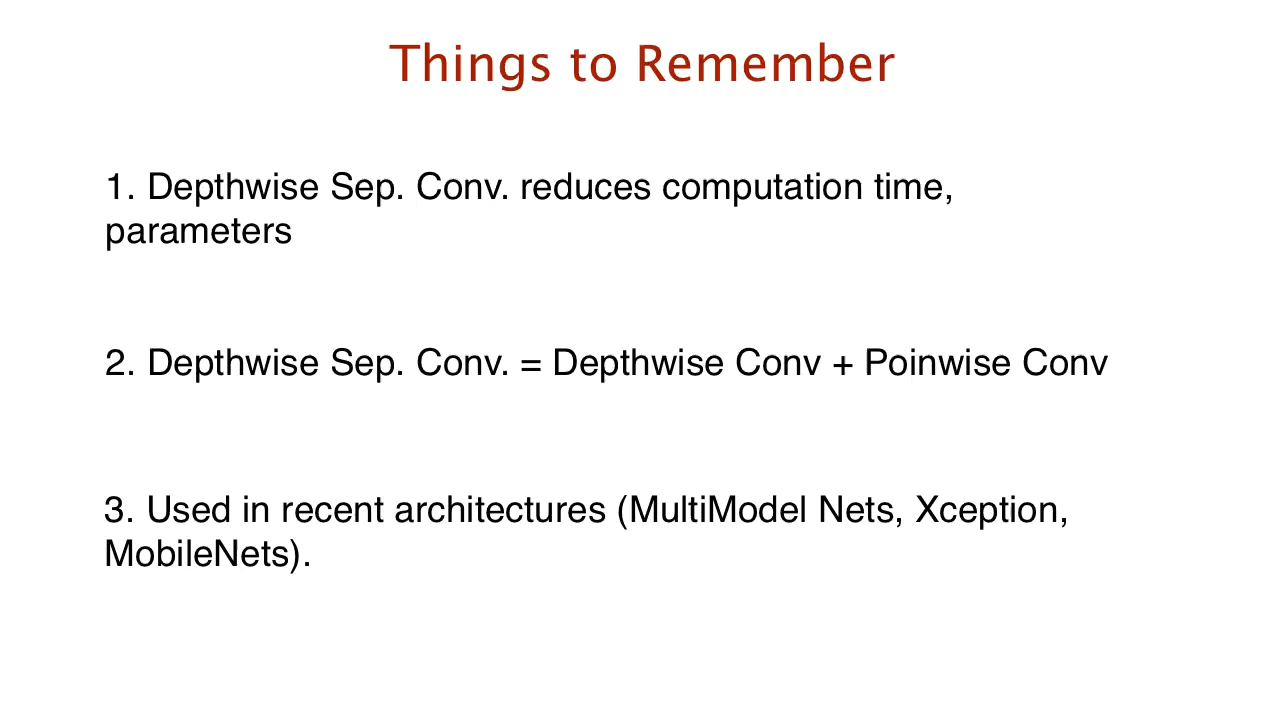 Things to Remember
1. Depthwise Sep. Conv. reduces computation time,
parameters
2. Depthwise Sep. Conv. = Depthwise Conv + Poinwise Conv
3. Used in recent architectures (MultiModel Nets, Xception,
MobileNets).